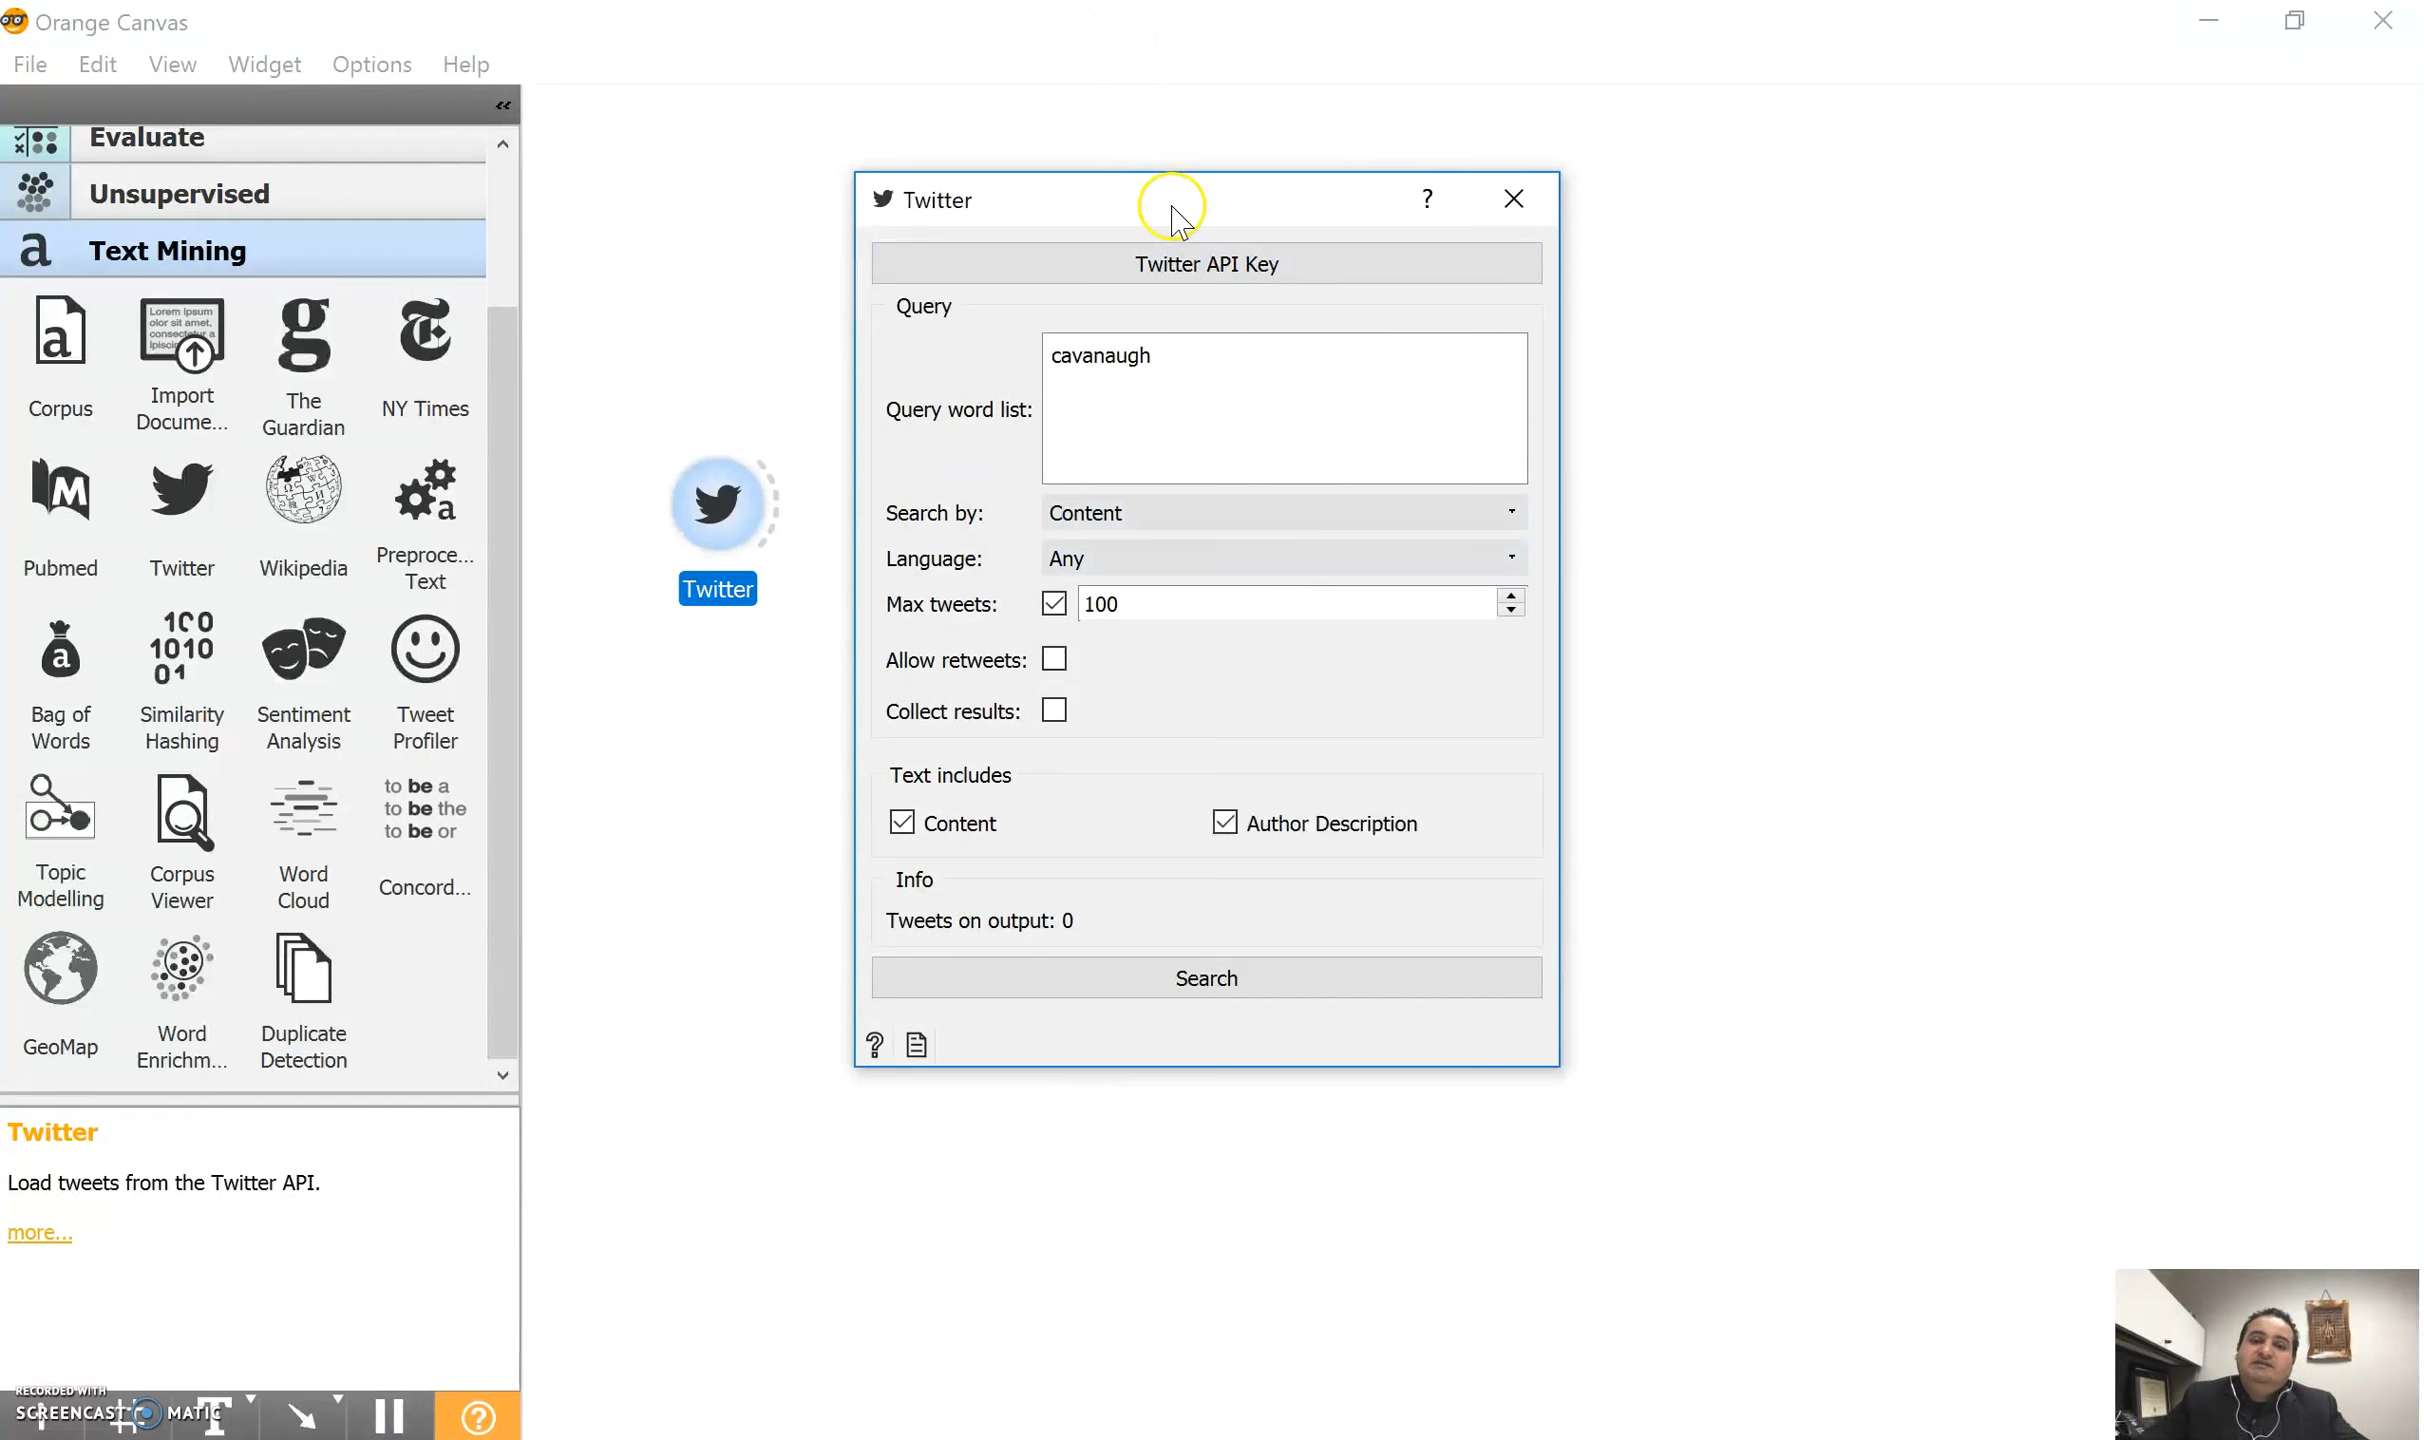 Orange Canvas
File Edit View Widget Options Help
Evaluate
Unsupervised
a Text Mining
Corpus
Import
Docume...
The
Guardian
NY Times
Pubmed
Twitter
Wikipedia
Preproce...
Text
Bag of
Words
Similarity
Hashing
Sentiment
Analysis
Tweet
Profiler
to be a
to be the
to be or
Topic
Modelling
Corpus
Viewer
Word
Cloud
Concord...
GeoMap
Word
Enrichm...
Duplicate
Detection
Twitter
Load tweets from the Twitter API.
more...
RECORDED WITH
SCREENCAST MATIC
Twitter
Twitter
Twitter API Key
Query
Query word list: cavanaugh
Search by: Content
Language: Any
Max tweets: 100
Allow retweets:
Collect results:
Text includes
Content Author Description
Info
Tweets on output: 0
Search